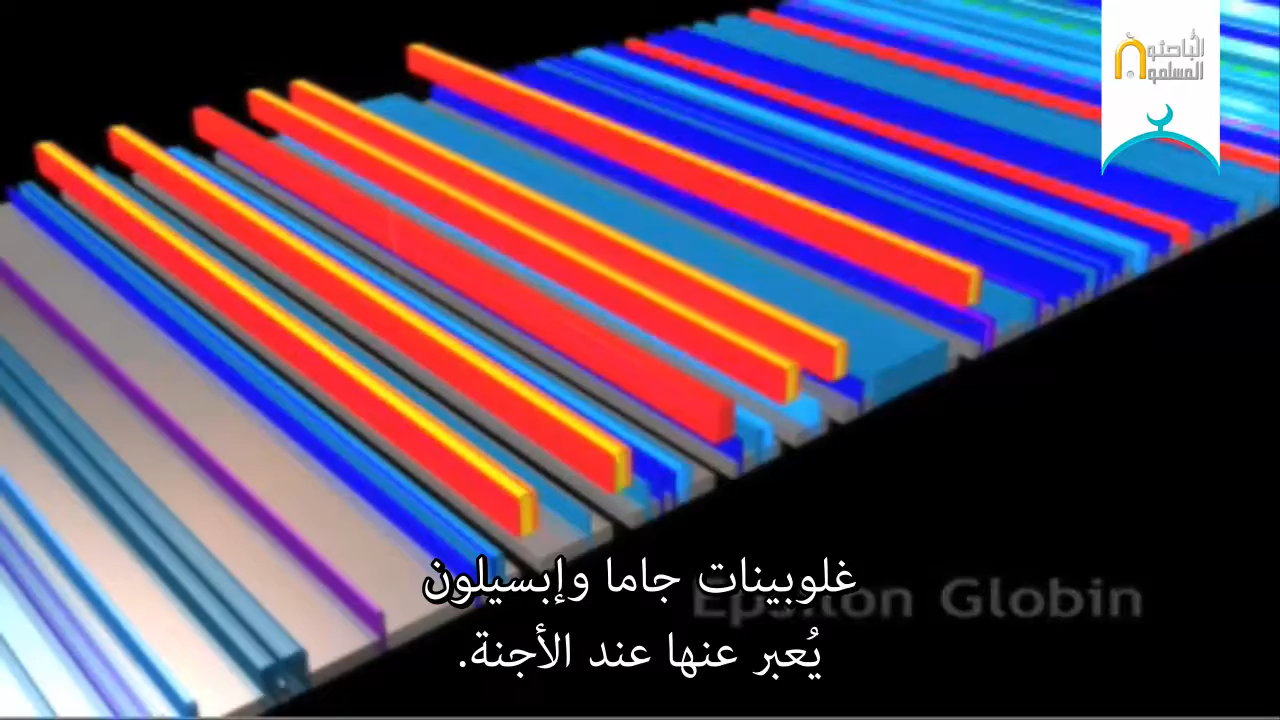 الباحثون
المسلمون
Epsilon Globin
غلوبينات جاما وإبسيلون
يُعبر عنها عند الأجنة.